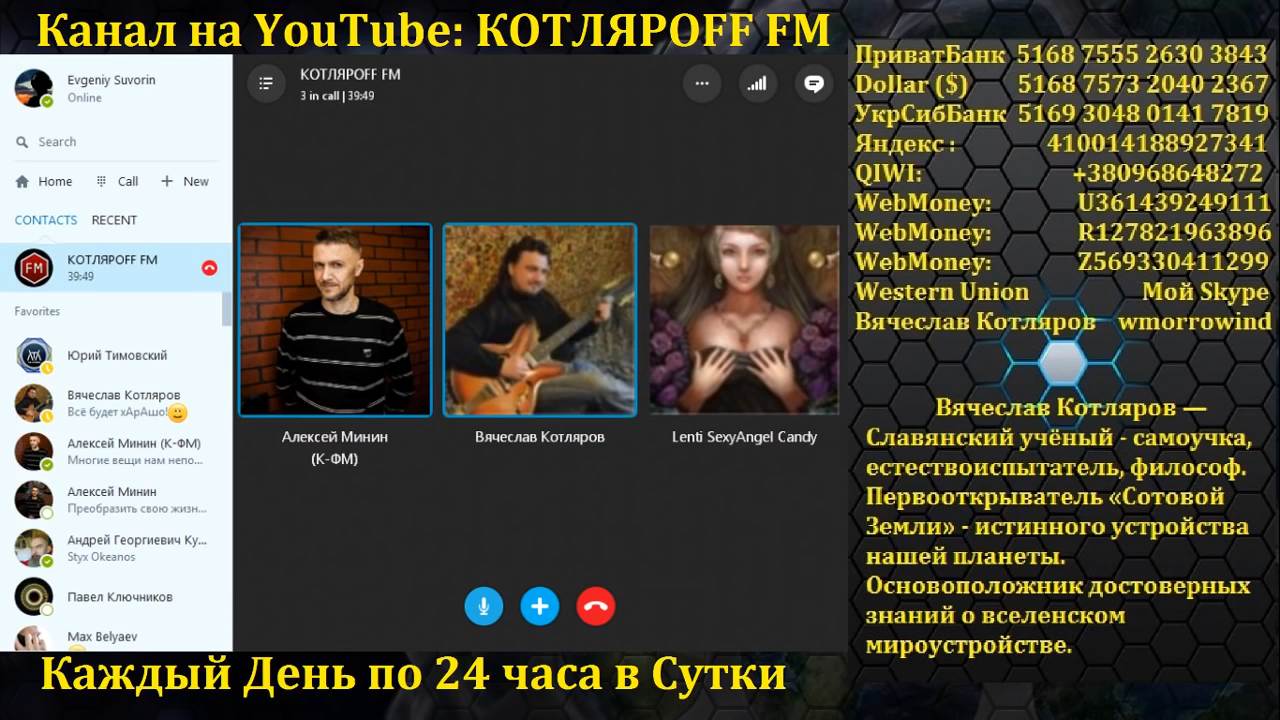 Канал на YouTube: КОТЛЯРОFF FM
Evgeniy Suvorin
Online
Search
Home Call New
CONTACTS RECENT
КОТЛЯРОFF FM
39:49
Favorites
Юрий Тимовский
Вячеслав Котляров
Всё будет хАрАшо!
Алексей Минин (К-ФМ)
Многие вещи нам непо...
Алексей Минин
Преобразить свою жизн...
Андрей Георгиевич Ку...
Styx Okeanos
Павел Ключников
Max Belyaev
КОТЛЯРОFF FM
3 in call | 39:49
Алексей Минин
(К-ФМ)
Вячеслав Котляров
Lenti SexyAngel Candy
ПриватБанк 5168 7555 2630 3843
Dollar ($) 5168 7573 2040 2367
УкрСибБанк 5169 3048 0141 7819
Яндекс : 410014188927341
QIWI: +380968648272
WebMoney: U361439249111
WebMoney: R127821963896
WebMoney: Z569330411299
Western Union Мой Skype
Вячеслав Котляров wmorrowind
Вячеслав Котляров —
Славянский учёный - самоучка,
естествоиспытатель, философ.
Первооткрыватель «Сотовой
Земли» - истинного устройства
нашей планеты.
Основоположник достоверных
знаний о вселенском
мироустройстве.
Каждый День по 24 часа в Сутки
FM